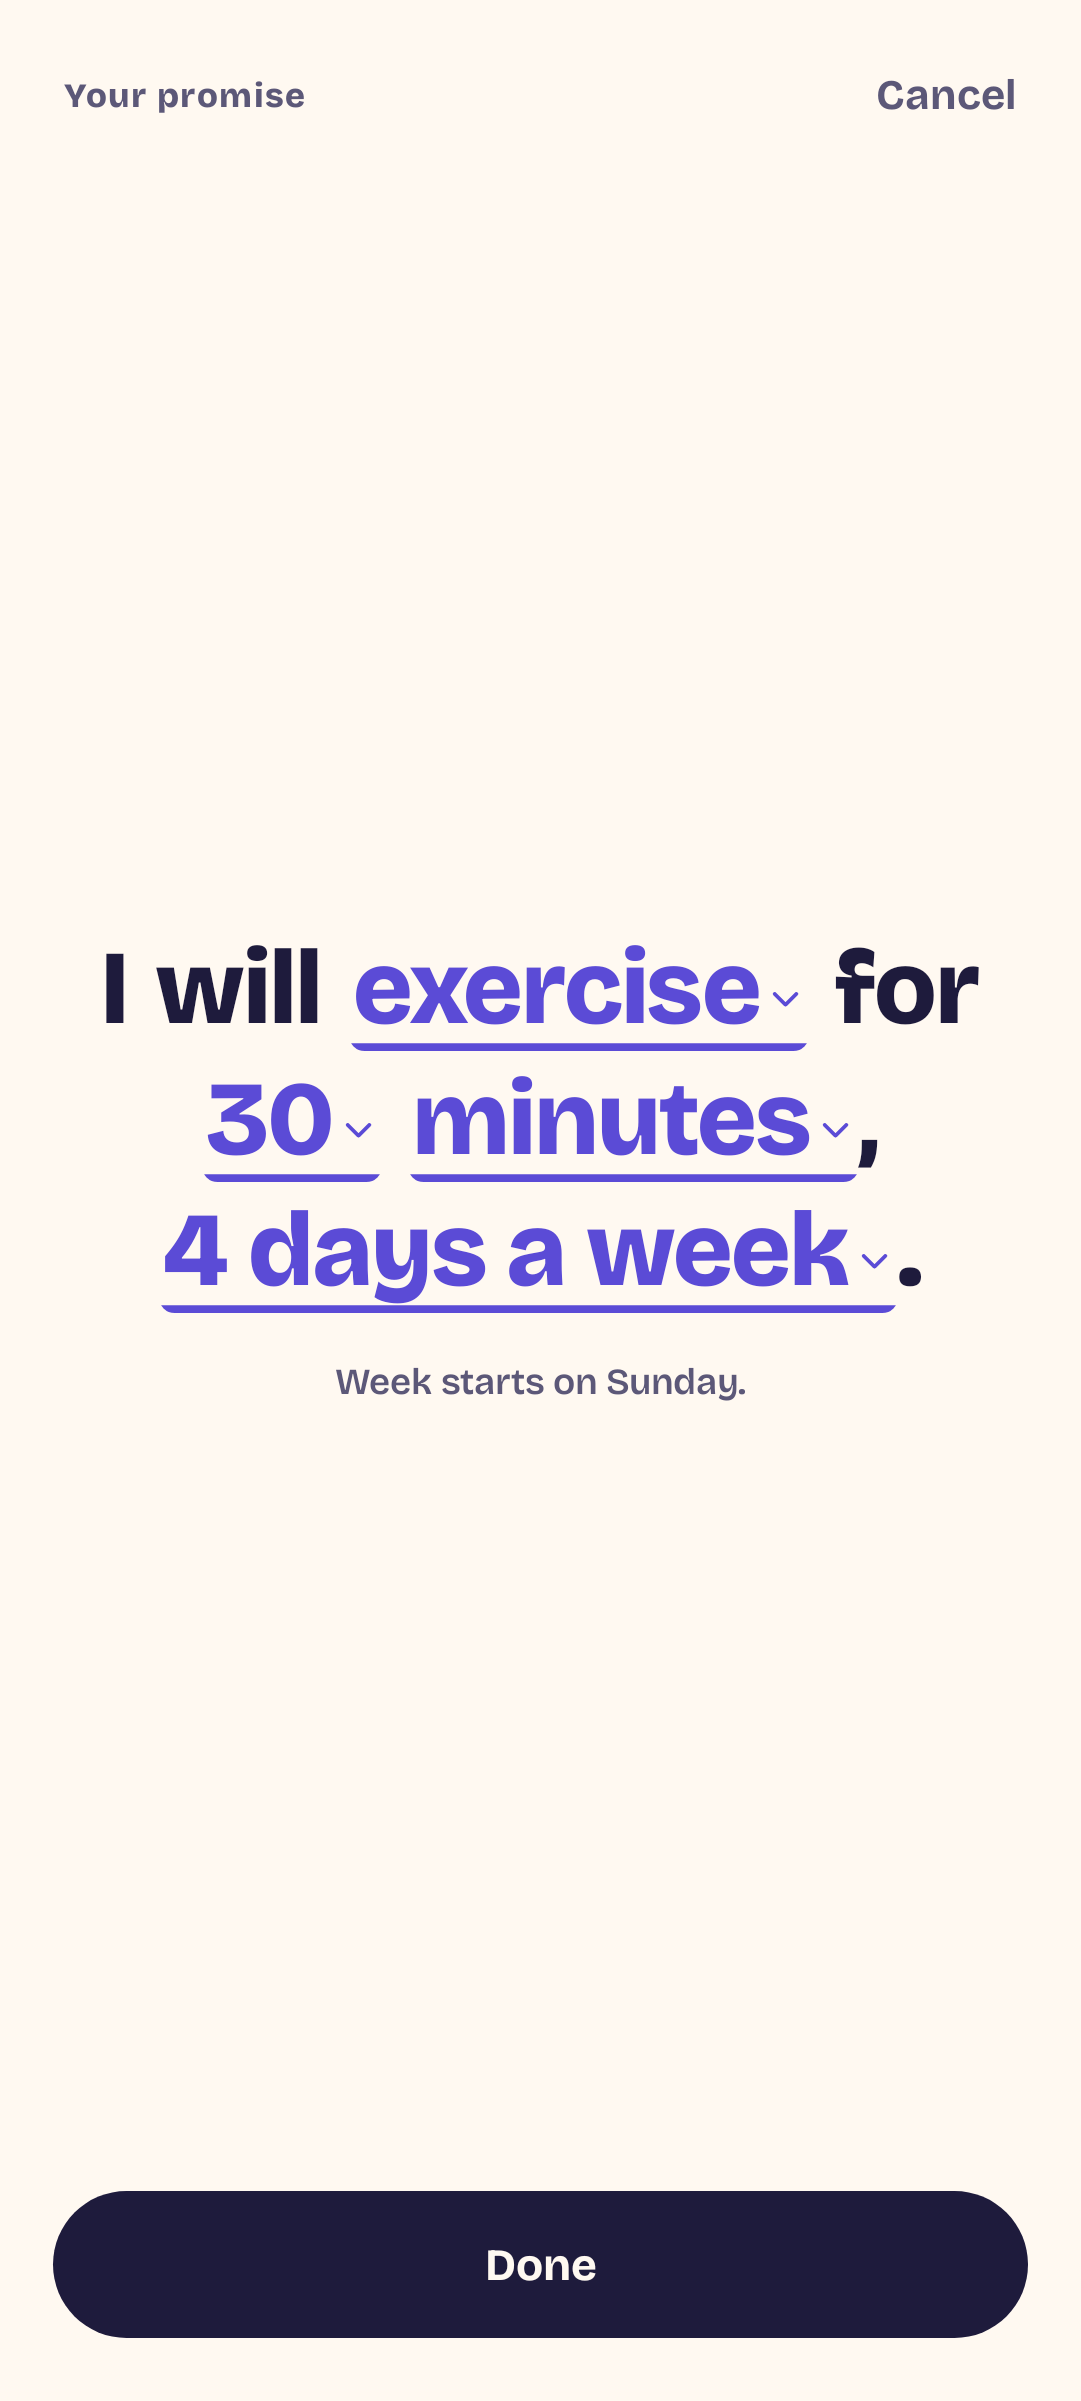 Your promise
Cancel
I will exercise for
30 minutes,
4 days a week.
Week starts on Sunday.
Done